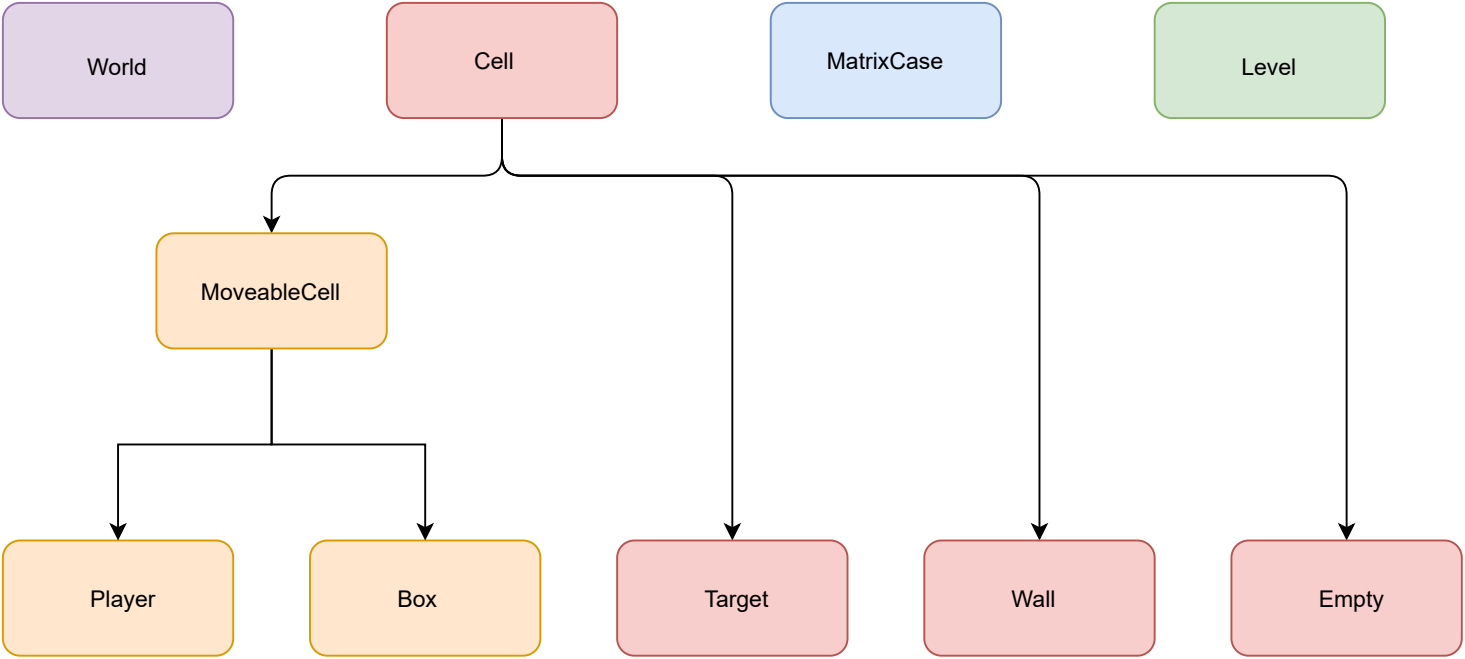 World
Cell
MatrixCase
Level
MoveableCell
Player
Box
Target
Wall
Empty